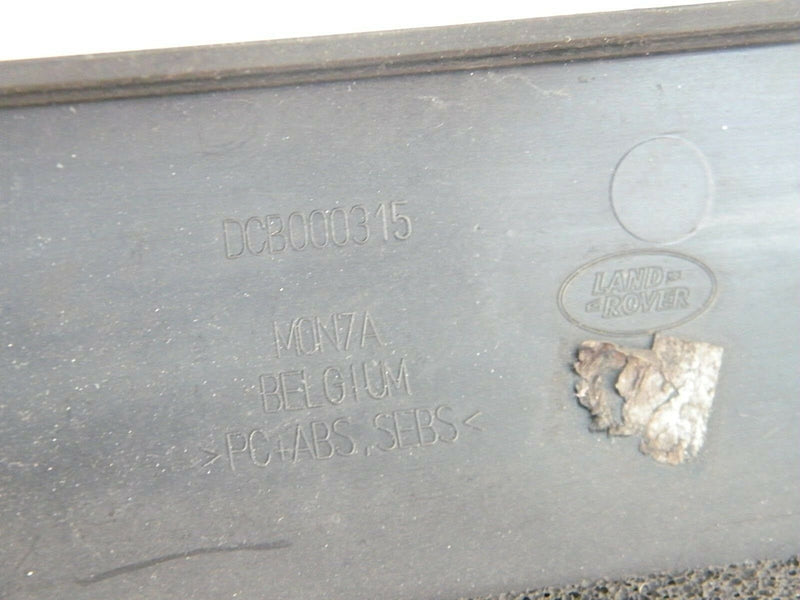 DCB000315
LAND
ROVER
MONZA
BELGIUM
>PC+ABS,SEBS<